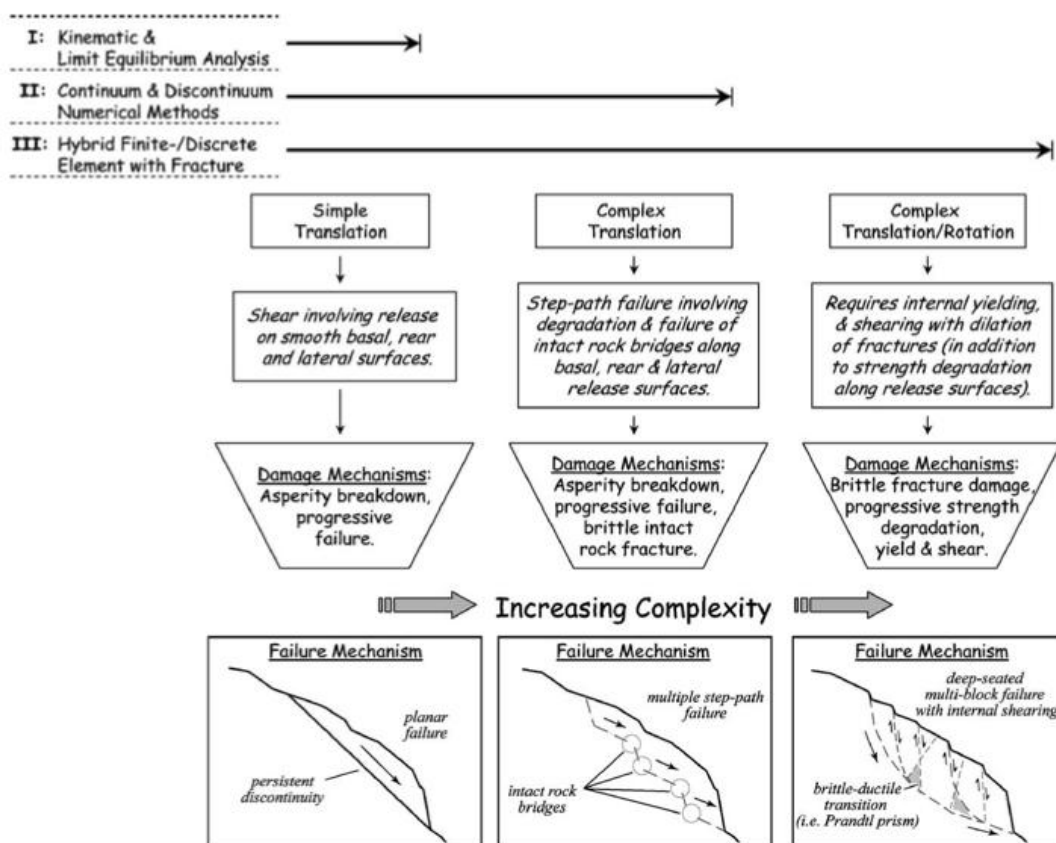 I: Kinematic &
Limit Equilibrium Analysis
II: Continuum & Discontinuum
Numerical Methods
III: Hybrid Finite-/Discrete
Element with Fracture
Simple
Translation
Shear involving release
on smooth basal, rear
and lateral surfaces.
Damage Mechanisms:
Asperity breakdown,
progressive
failure.
Complex
Translation
Step-path failure involving
degradation & failure of
intact rock bridges along
basal, rear & lateral
release surfaces.
Damage Mechanisms:
Asperity breakdown,
progressive failure,
brittle intact
rock fracture.
Complex
Translation/Rotation
Requires internal yielding,
& shearing with dilation
of fractures (in addition
to strength degradation
along release surfaces).
Damage Mechanisms:
Brittle fracture damage,
progressive strength
degradation,
yield & shear.
Increasing Complexity
Failure Mechanism
planar
failure
persistent
discontinuity
Failure Mechanism
multiple step-path
failure
intact rock
bridges
Failure Mechanism
deep-seated
multi-block failure
with internal shearing
brittle-ductile
transition
(i.e. Prandtl prism)